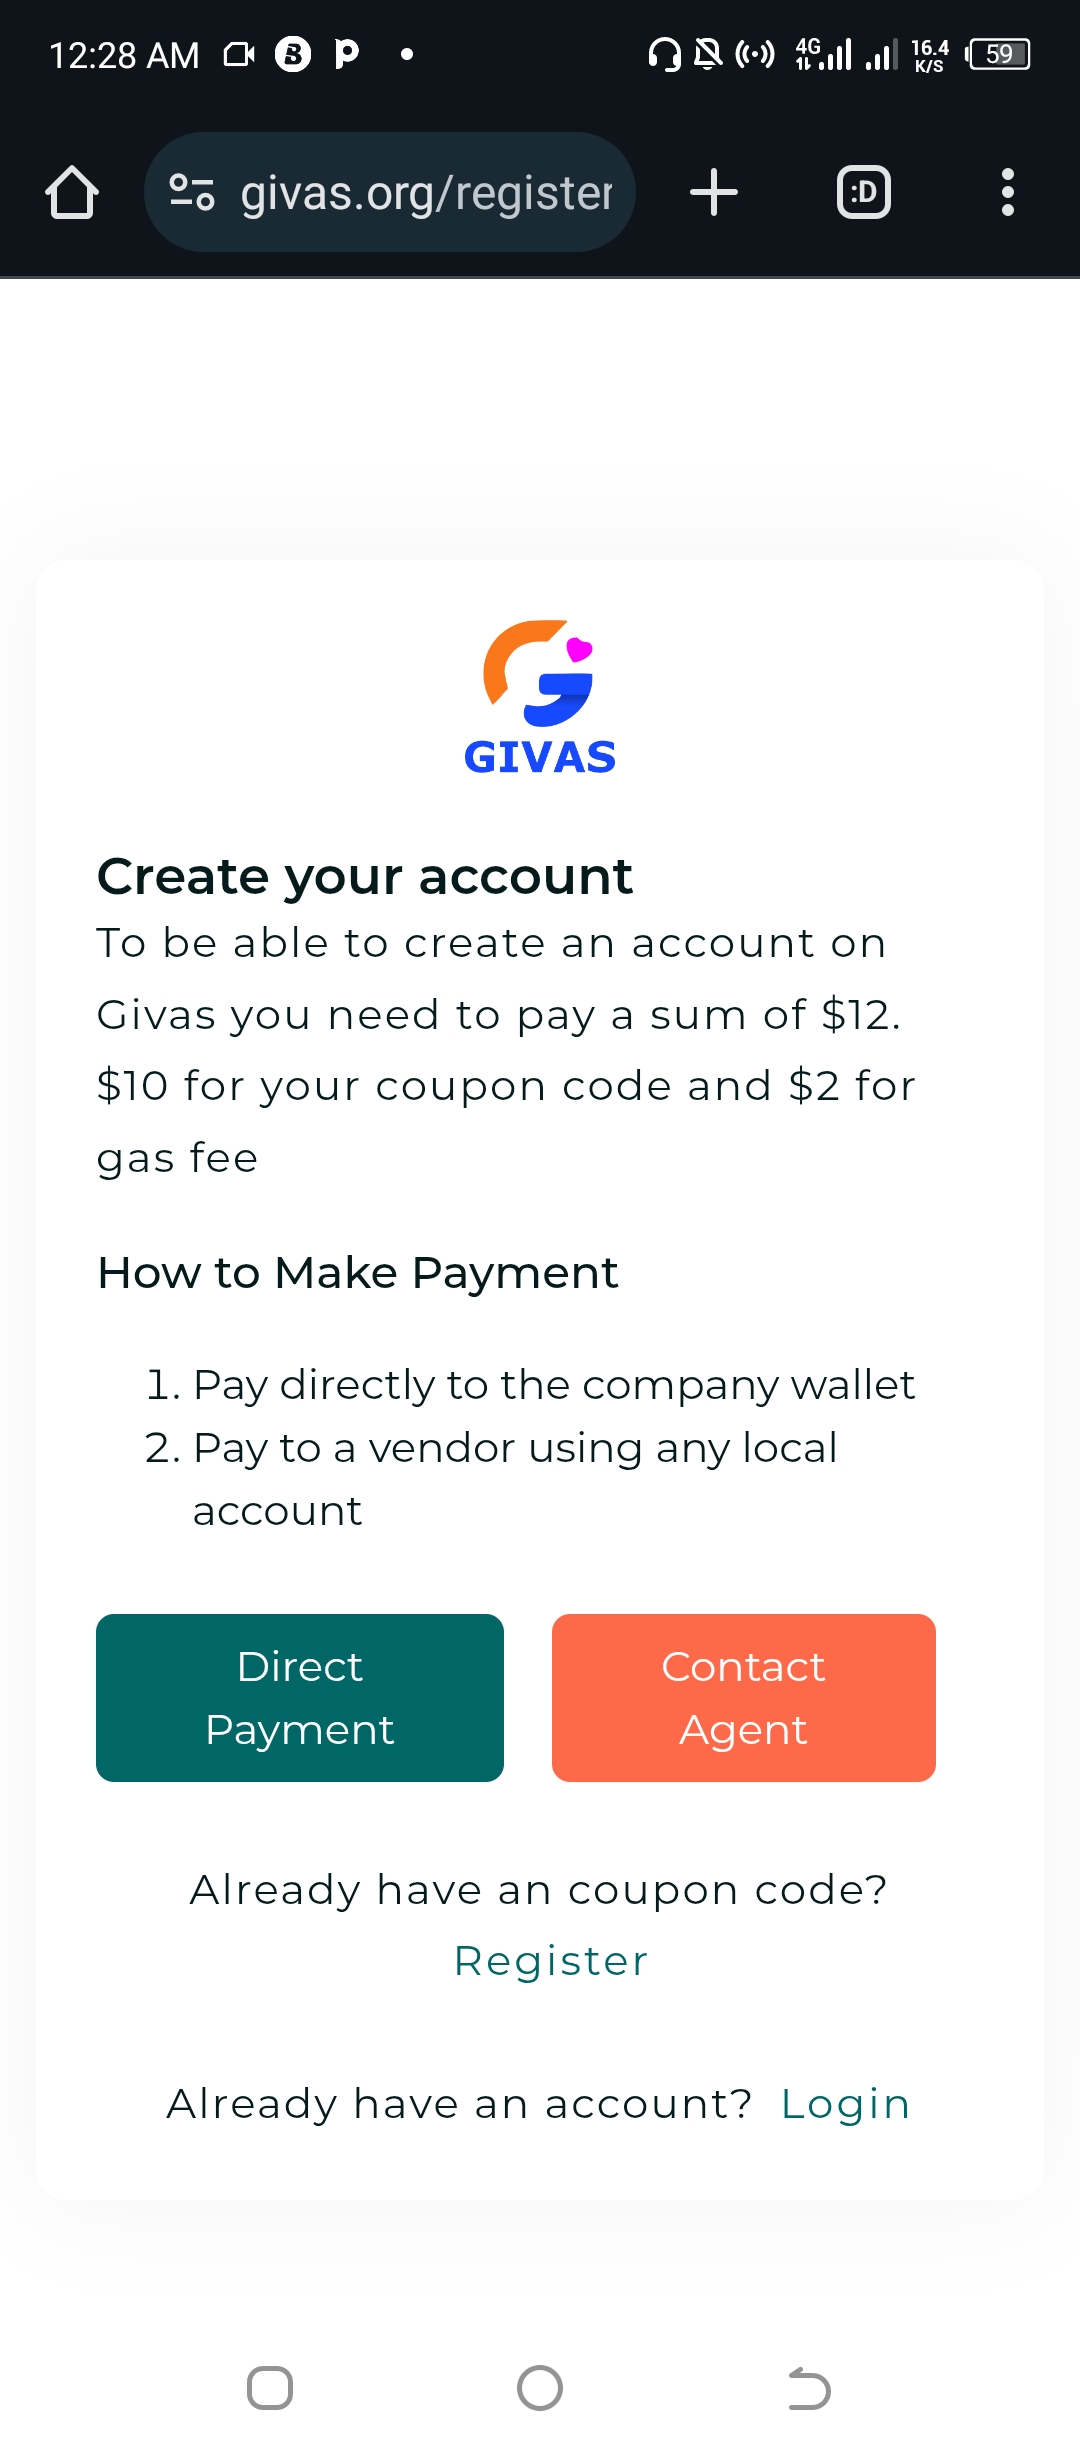 12:28 AM
4G
16.4
K/S
59
givas.org/register
:D
GIVAS
Create your account
To be able to create an account on
Givas you need to pay a sum of $12.
$10 for your coupon code and $2 for
gas fee
How to Make Payment
1. Pay directly to the company wallet
2. Pay to a vendor using any local
account
Direct
Payment
Contact
Agent
Already have an coupon code?
Register
Already have an account? Login